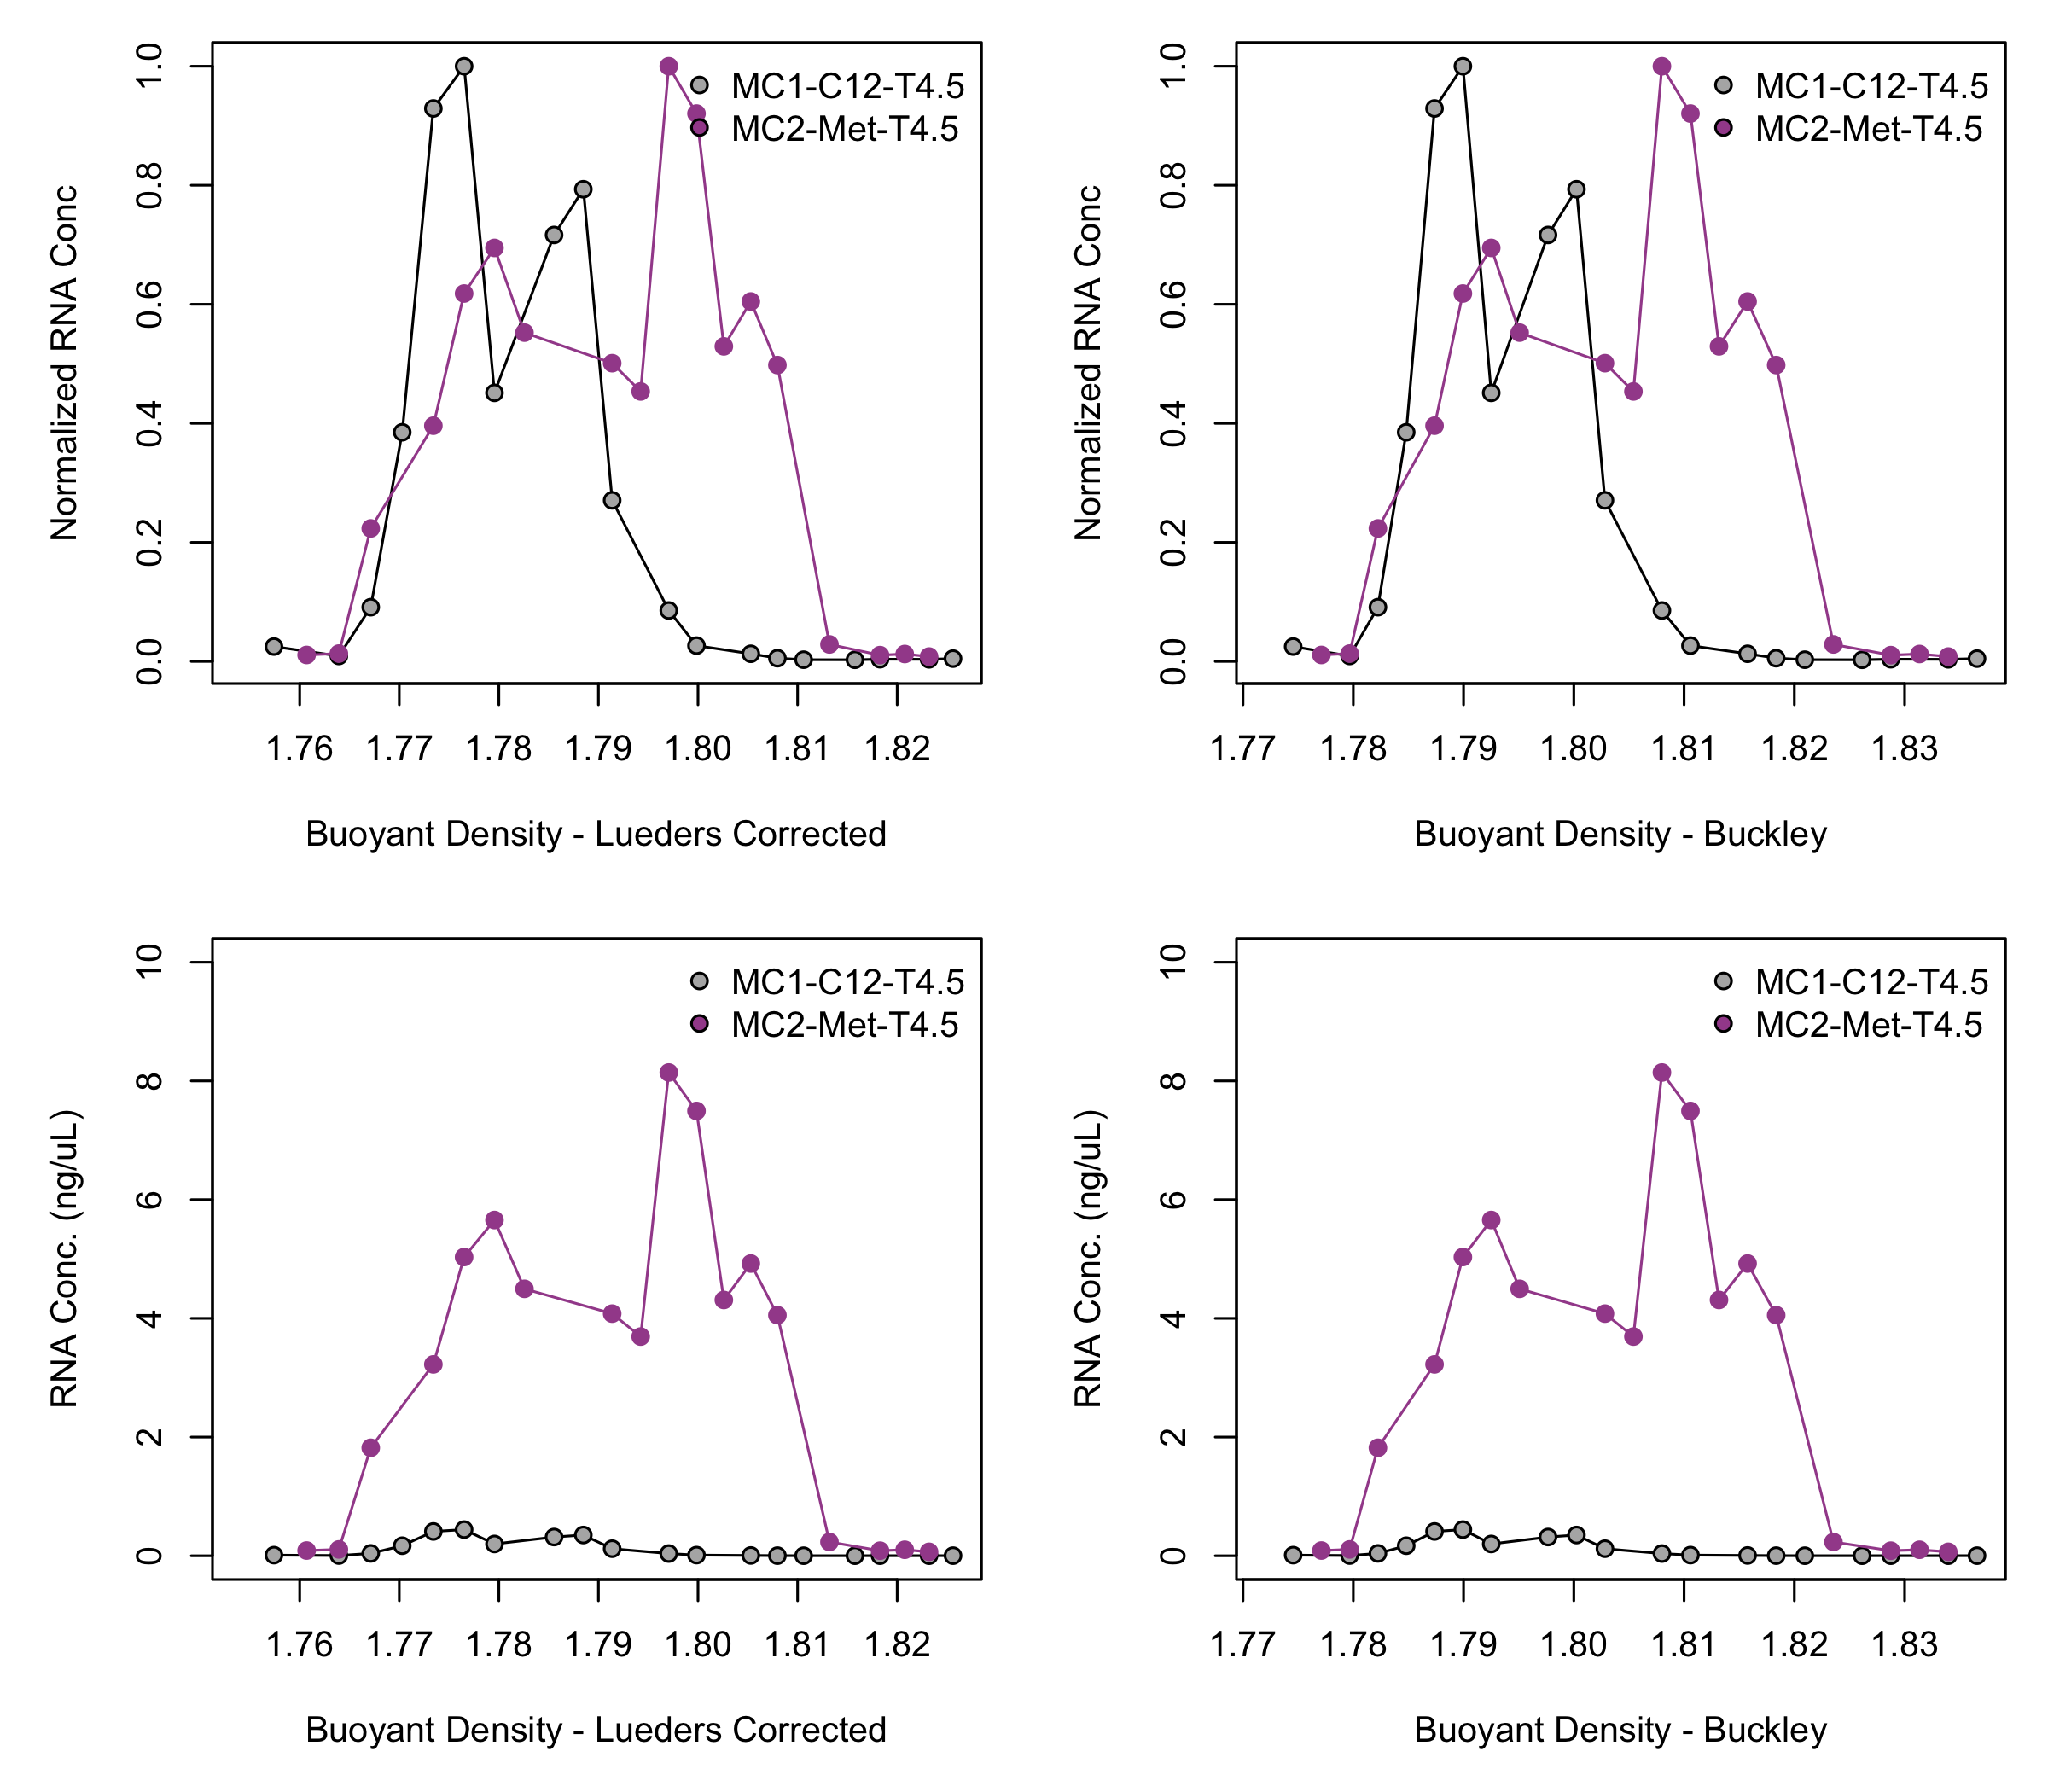 Normalized RNA Conc
0.0 0.2 0.4 0.6 0.8 1.0
MC1-C12-T4.5
MC2-Met-T4.5
1.76 1.77 1.78 1.79 1.80 1.81 1.82
Buoyant Density - Lueders Corrected
Normalized RNA Conc
0.0 0.2 0.4 0.6 0.8 1.0
MC1-C12-T4.5
MC2-Met-T4.5
1.77 1.78 1.79 1.80 1.81 1.82 1.83
Buoyant Density - Buckley
RNA Conc. (ng/uL)
0 2 4 6 8 10
MC1-C12-T4.5
MC2-Met-T4.5
1.76 1.77 1.78 1.79 1.80 1.81 1.82
Buoyant Density - Lueders Corrected
RNA Conc. (ng/uL)
0 2 4 6 8 10
MC1-C12-T4.5
MC2-Met-T4.5
1.77 1.78 1.79 1.80 1.81 1.82 1.83
Buoyant Density - Buckley